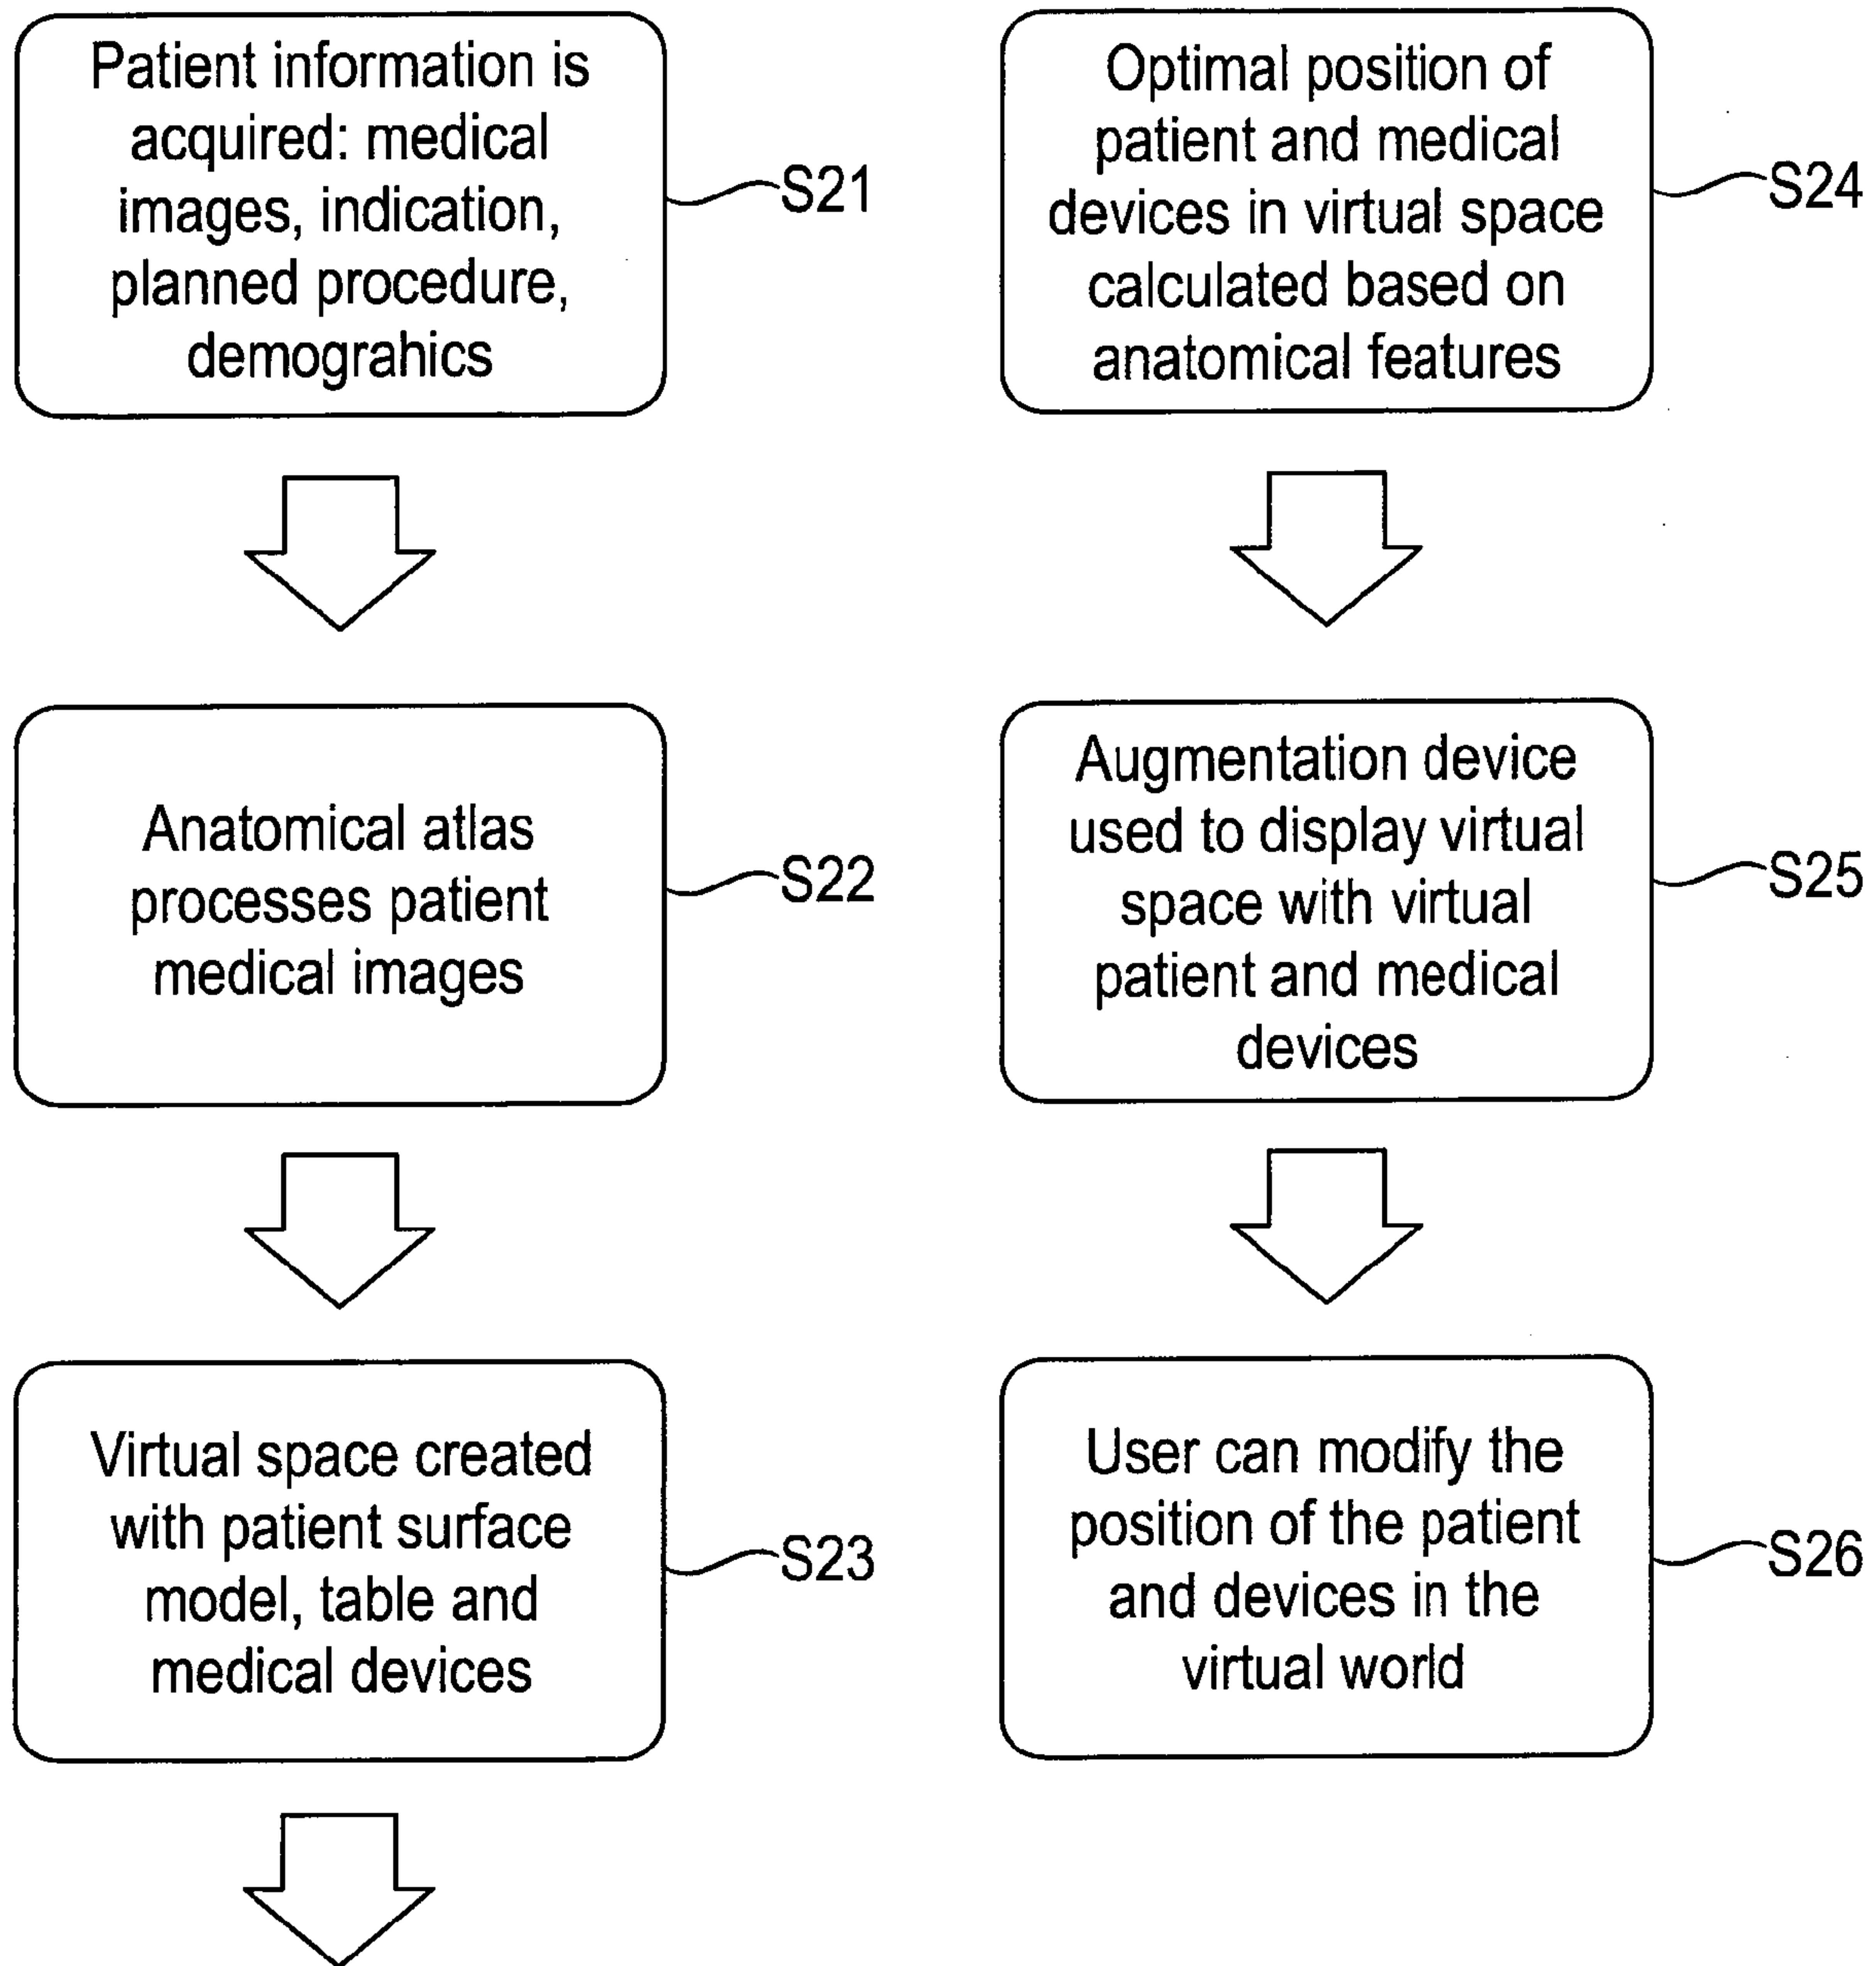 Patient information is
acquired: medical
images, indication,
planned procedure,
demograhics
S21
Anatomical atlas
processes patient
medical images
S22
Virtual space created
with patient surface
model, table and
medical devices
S23
Optimal position of
patient and medical
devices in virtual space
calculated based on
anatomical features
S24
Augmentation device
used to display virtual
space with virtual
patient and medical
devices
S25
User can modify the
position of the patient
and devices in the
virtual world
S26